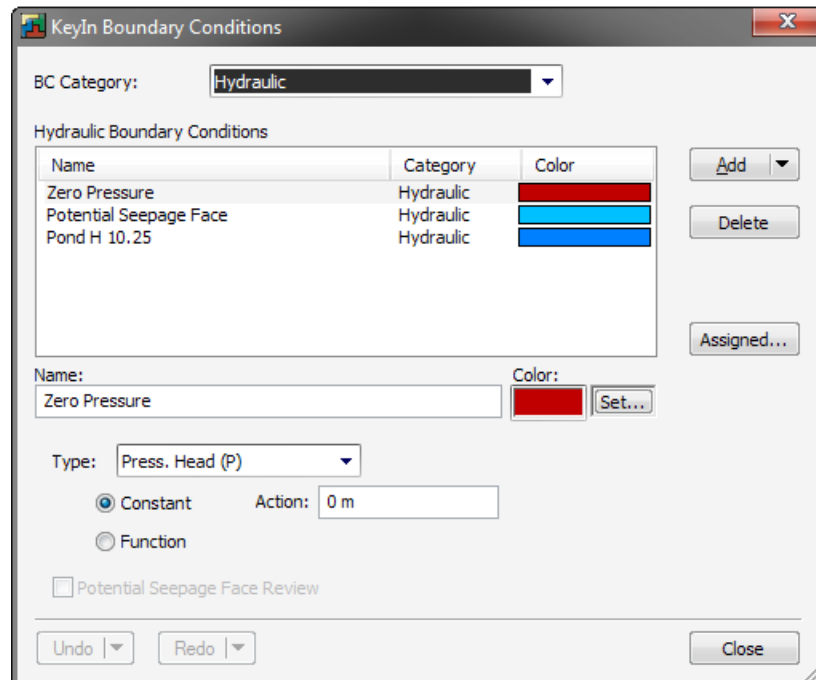 KeyIn Boundary Conditions
BC Category: Hydraulic
Hydraulic Boundary Conditions
Name Category Color
Zero Pressure Hydraulic
Potential Seepage Face Hydraulic
Pond H 10.25 Hydraulic
Add
Delete
Assigned...
Name: Color:
Zero Pressure Set...
Type: Press. Head (P)
Constant Action: 0 m
Function
Potential Seepage Face Review
Undo Redo Close